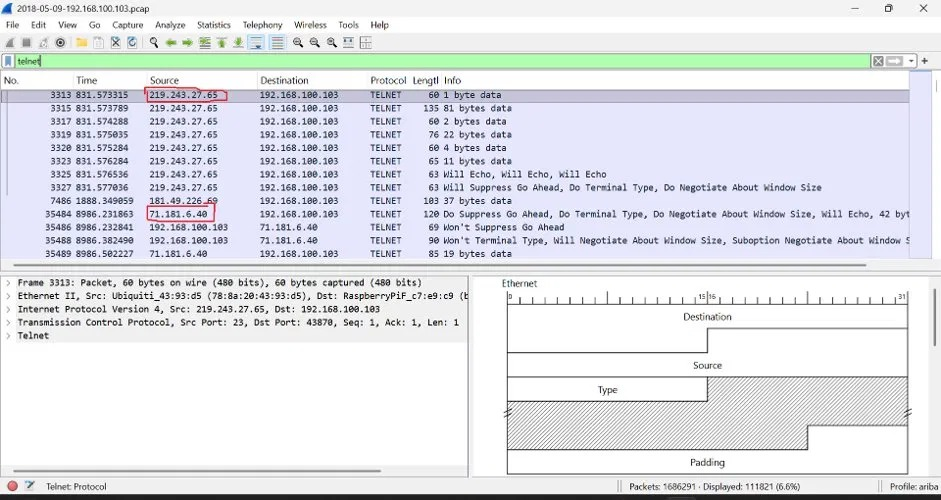 2018-05-09-192.168.100.103.pcap
File Edit View Go Capture Analyze Statistics Telephony Wireless Tools Help
telnet
No. Time Source Destination Protocol Lengtl Info
3313 831.573315 219.243.27.65 192.168.100.103 TELNET 60 1 byte data
3315 831.573789 219.243.27.65 192.168.100.103 TELNET 135 81 bytes data
3317 831.574288 219.243.27.65 192.168.100.103 TELNET 60 2 bytes data
3319 831.575035 219.243.27.65 192.168.100.103 TELNET 76 22 bytes data
3320 831.575284 219.243.27.65 192.168.100.103 TELNET 60 4 bytes data
3323 831.576284 219.243.27.65 192.168.100.103 TELNET 65 11 bytes data
3325 831.576536 219.243.27.65 192.168.100.103 TELNET 63 Will Echo, Will Echo, Will Echo
3327 831.577036 219.243.27.65 192.168.100.103 TELNET 63 Will Suppress Go Ahead, Do Terminal Type, Do Negotiate About Window Size
7486 1888.349059 181.49.226.69 192.168.100.103 TELNET 103 37 bytes data
35484 8986.231863 71.181.6.40 192.168.100.103 TELNET 120 Do Suppress Go Ahead, Do Terminal Type, Do Negotiate About Window Size, Will Echo, 42 byt
35486 8986.232841 192.168.100.103 71.181.6.40 TELNET 69 Won't Suppress Go Ahead
35488 8986.382490 192.168.100.103 71.181.6.40 TELNET 90 Won't Terminal Type, Will Negotiate About Window Size, Suboption Negotiate About Window S
35489 8986.502227 71.181.6.40 192.168.100.103 TELNET 85 19 bytes data
Frame 3313: Packet, 60 bytes on wire (480 bits), 60 bytes captured (480 bits)
Ethernet II, Src: Ubiquiti_43:93:d5 (78:8a:20:43:93:d5), Dst: RaspberryPiF_c7:e9:c9 (b
Internet Protocol Version 4, Src: 219.243.27.65, Dst: 192.168.100.103
Transmission Control Protocol, Src Port: 23, Dst Port: 43870, Seq: 1, Ack: 1, Len: 1
Telnet
Ethernet
0 15 16 31
Destination
Source
Type
Padding
Telnet: Protocol
Packets: 1686291 · Displayed: 111821 (6.6%)
Profile: ariba